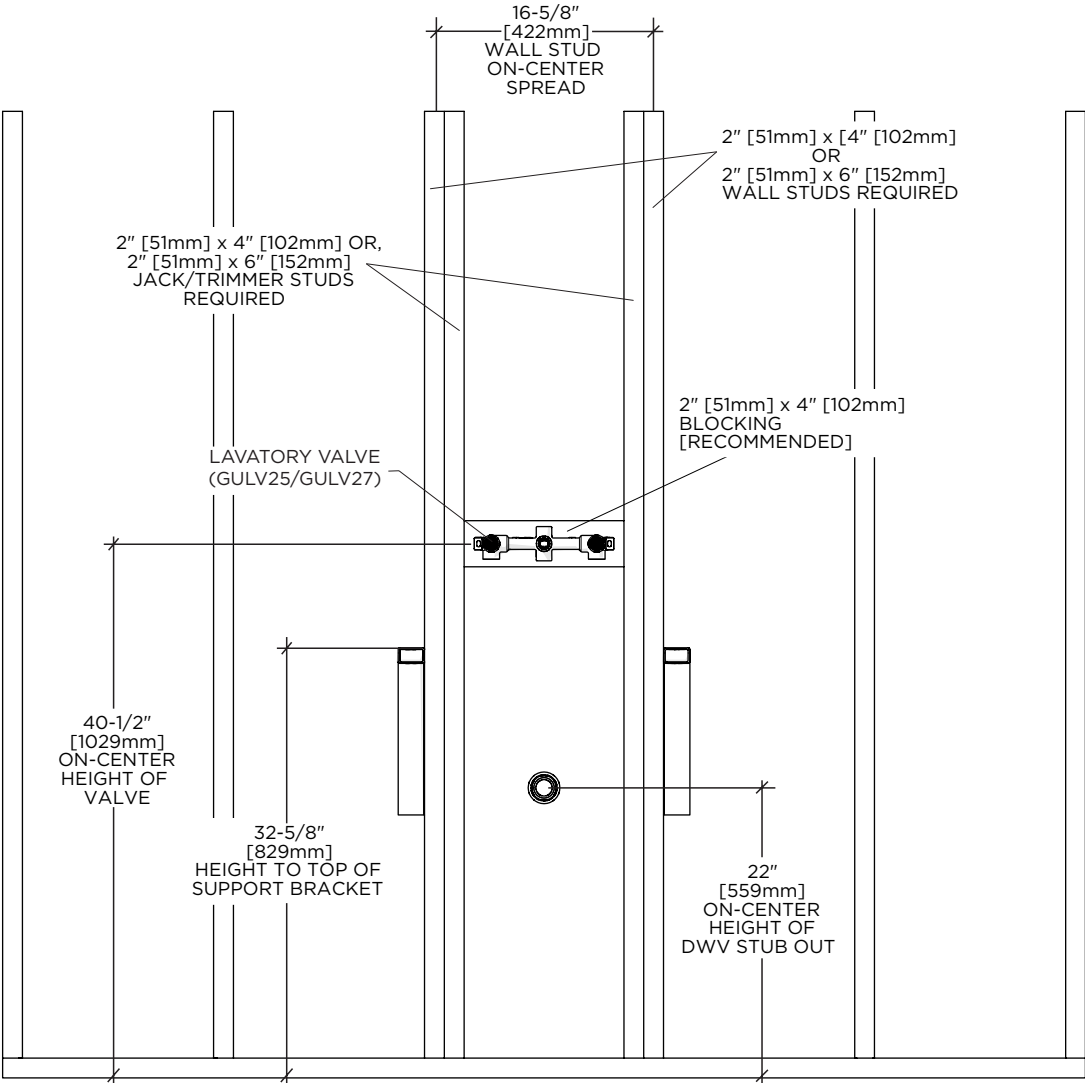 16-5/8"
[422mm]
WALL STUD
ON-CENTER
SPREAD
2" [51mm] x [4" [102mm]
OR
2" [51mm] x 6" [152mm]
WALL STUDS REQUIRED
2" [51mm] x 4" [102mm] OR,
2" [51mm] x 6" [152mm]
JACK/TRIMMER STUDS
REQUIRED
2" [51mm] x 4" [102mm]
BLOCKING
[RECOMMENDED]
LAVATORY VALVE
(GULV25/GULV27)
40-1/2"
[1029mm]
ON-CENTER
HEIGHT OF
VALVE
32-5/8"
[829mm]
HEIGHT TO TOP OF
SUPPORT BRACKET
22"
[559mm]
ON-CENTER
HEIGHT OF
DWV STUB OUT